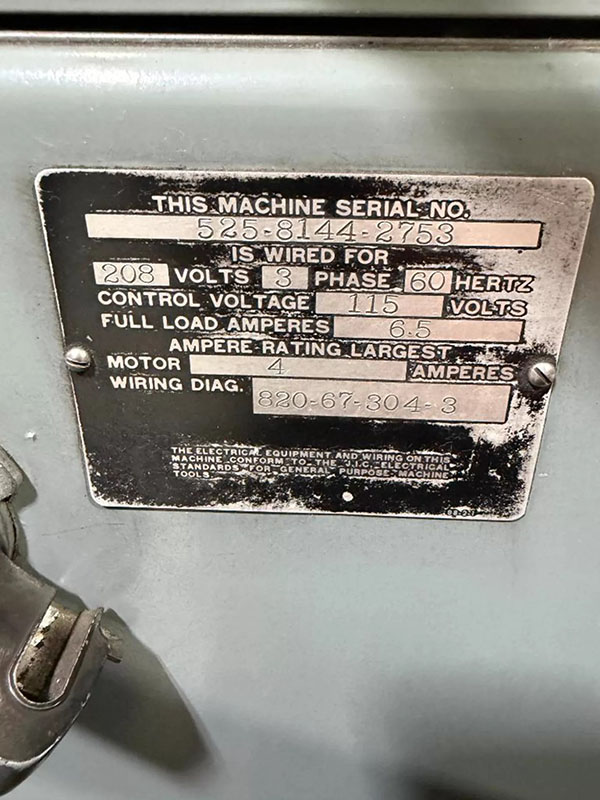 THIS MACHINE SERIAL NO.
525-8144-2753
IS WIRED FOR
208 VOLTS 3 PHASE 60 HERTZ
CONTROL VOLTAGE 115 VOLTS
FULL LOAD AMPERES 6.5
AMPERE RATING LARGEST
MOTOR 4 AMPERES
WIRING DIAG. 820-67-304-3
THE ELECTRICAL EQUIPMENT AND WIRING ON THIS
MACHINE CONFORM TO THE J.I.C. ELECTRICAL
STANDARDS FOR GENERAL PURPOSE MACHINE
TOOLS.